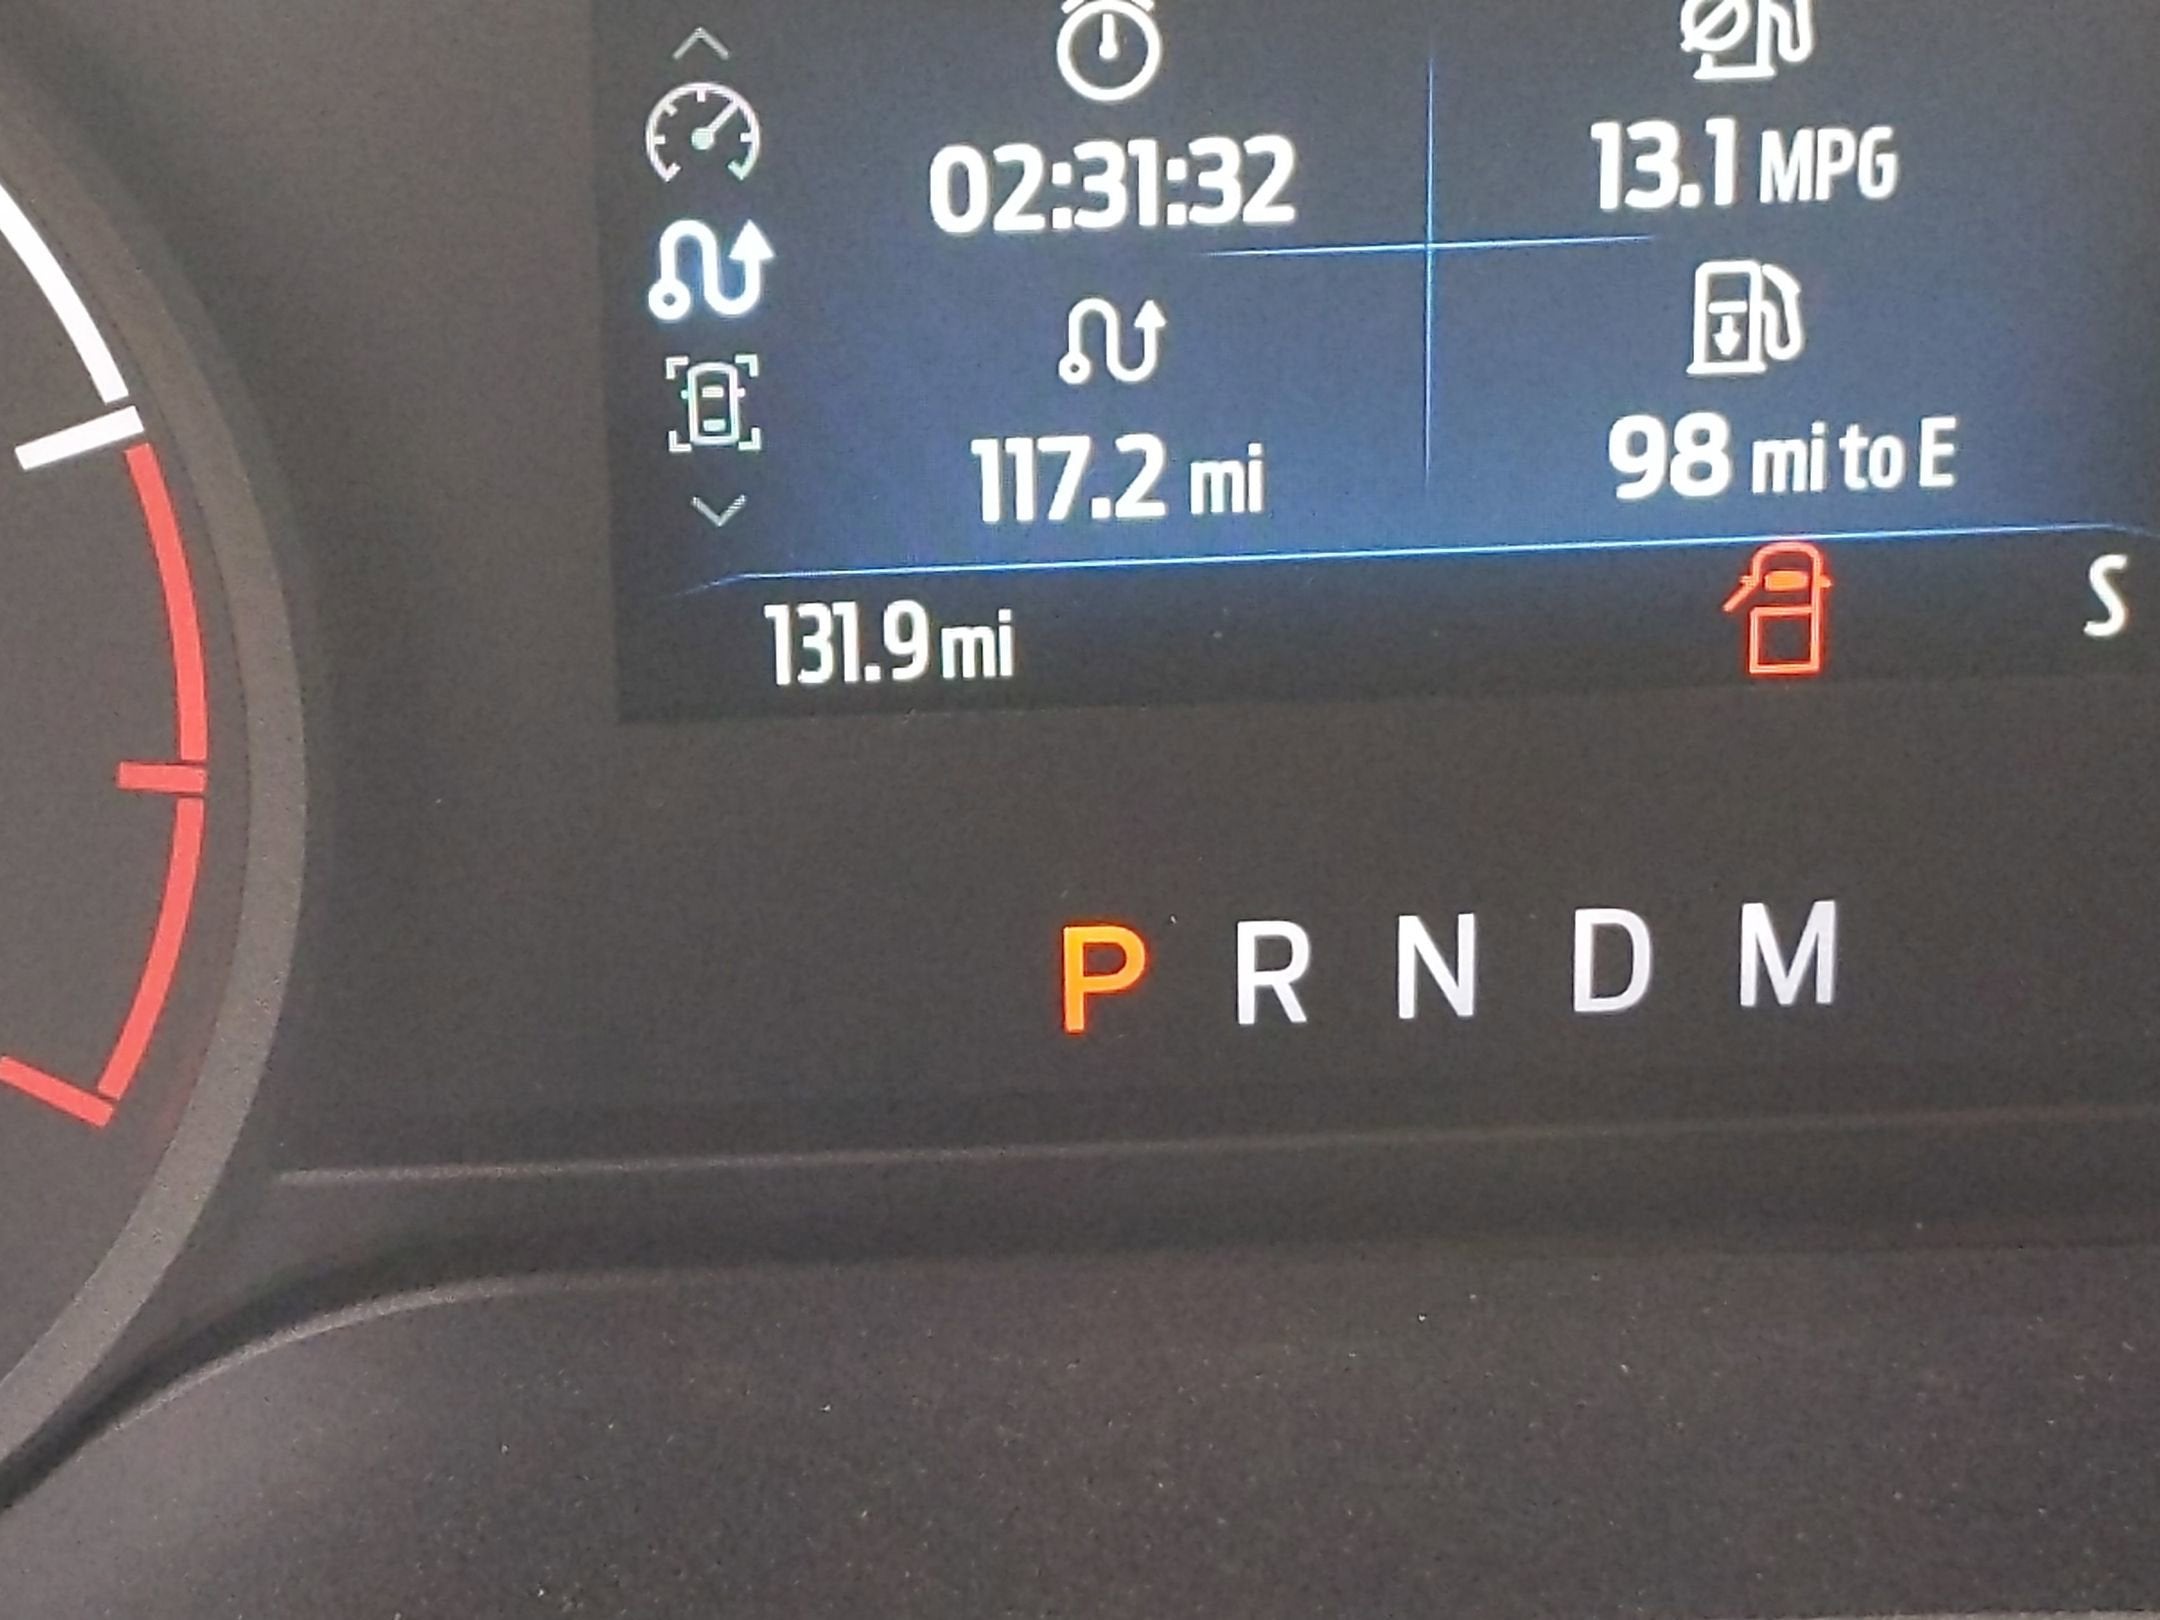 02:31:32
13.1 MPG
117.2 mi
98 mi to E
131.9 mi
S
P R N D M